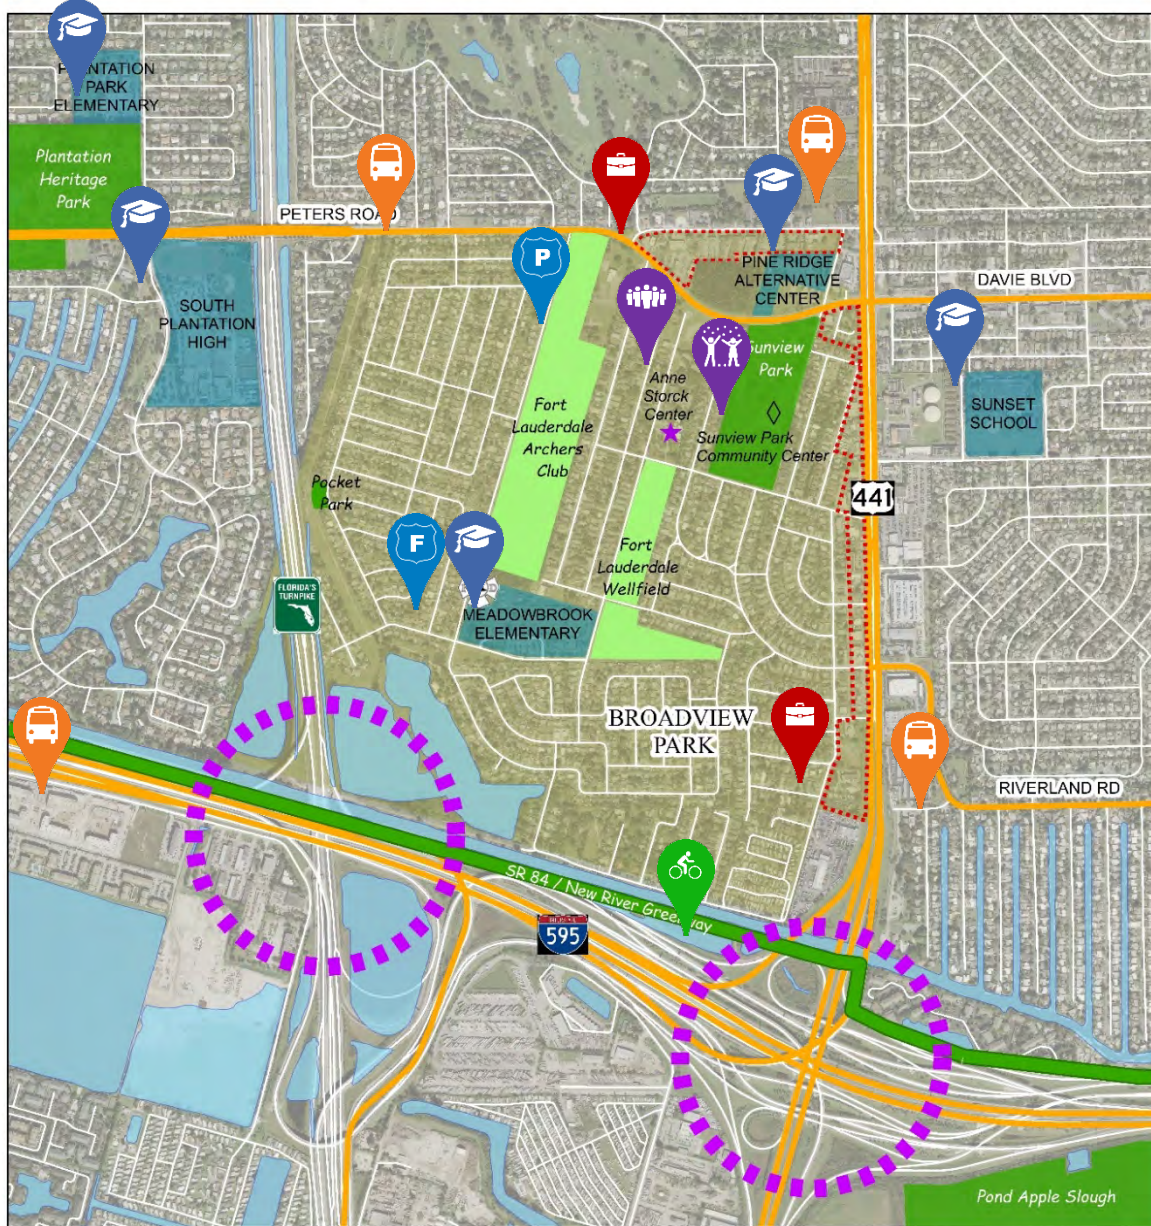 PLANTATION
PARK
ELEMENTARY
Plantation
Heritage
Park
PETERS ROAD
SOUTH
PLANTATION
HIGH
P
PINE RIDGE
ALTERNATIVE
CENTER
DAVIE BLVD
Sunview
Park
Anne
Storck
Center
Sunview Park
Community Center
SUNSET
SCHOOL
Fort
Lauderdale
Archers
Club
Pocket
Park
441
F
Fort
Lauderdale
Wellfield
FLORIDA'S
TURNPIKE
MEADOWBROOK
ELEMENTARY
BROADVIEW
PARK
RIVERLAND RD
SR 84 / New River Greenway
595
Pond Apple Slough